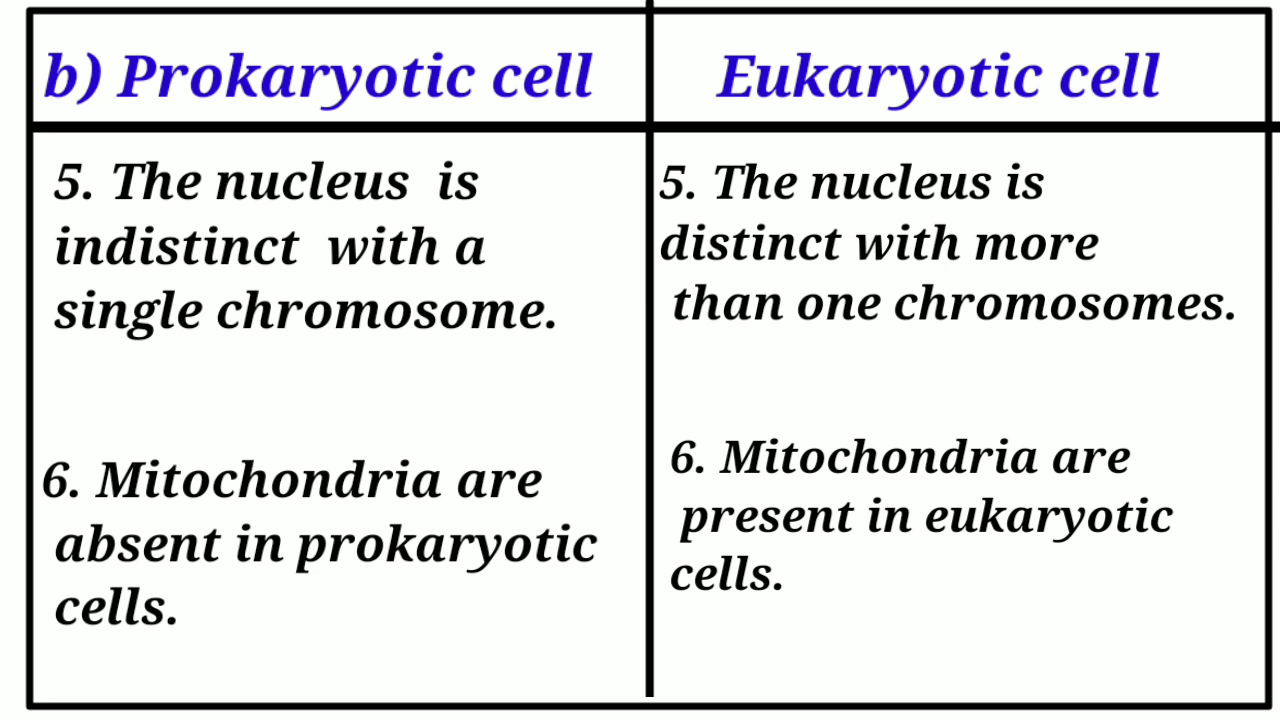 b) Prokaryotic cell
Eukaryotic cell
5. The nucleus is
indistinct with a
single chromosome.
6. Mitochondria are
absent in prokaryotic
cells.
5. The nucleus is
distinct with more
than one chromosomes.
6. Mitochondria are
present in eukaryotic
cells.